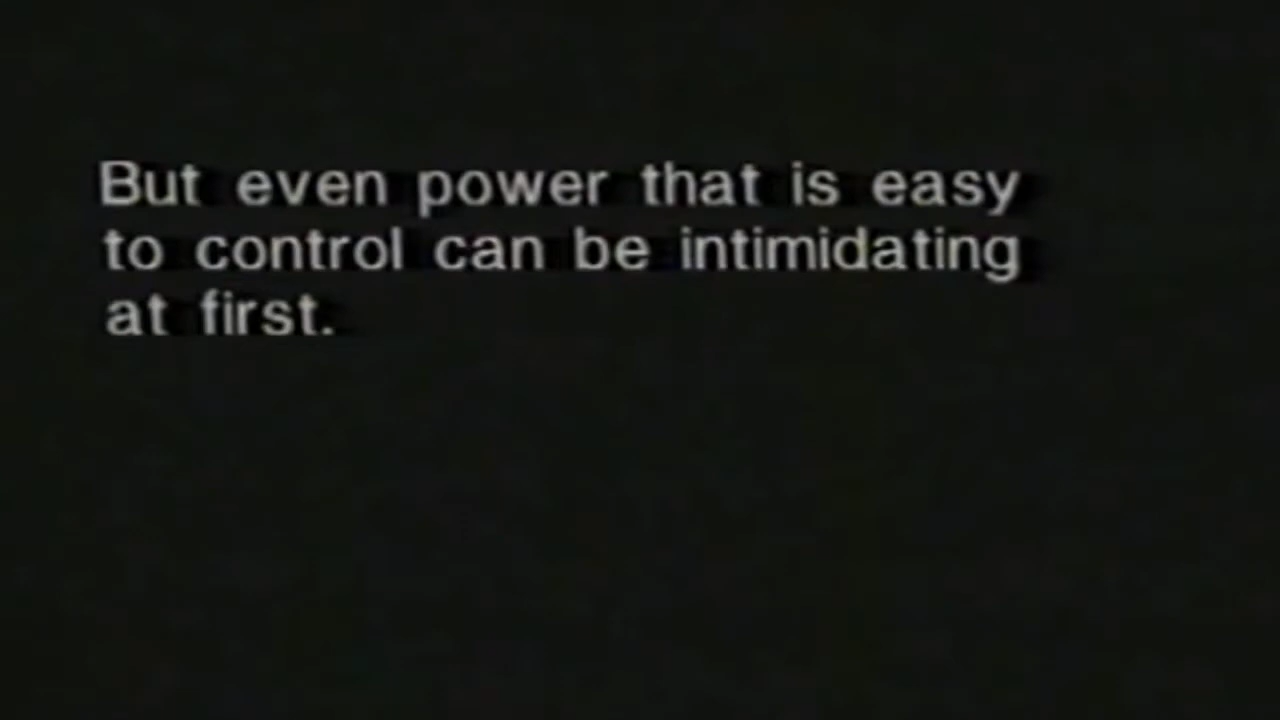 But even power that is easy
to control can be intimidating
at first.